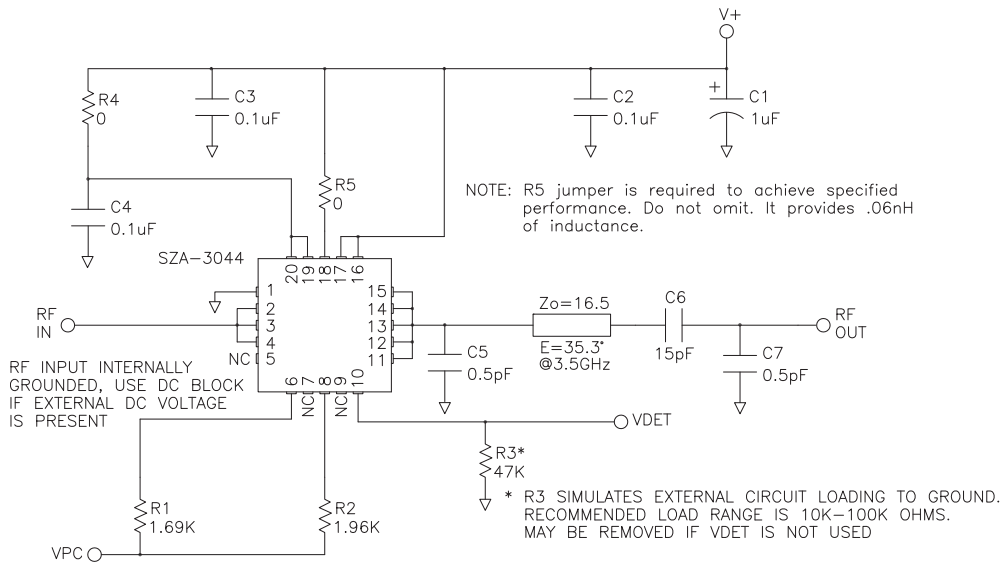 V+
+
R4
0
C3
0.1uF
C2
0.1uF
C1
1uF
R5
0
NOTE: R5 jumper is required to achieve specified
performance. Do not omit. It provides .06nH
of inductance.
C4
0.1uF
SZA-3044
20
19
18
17
16
1
2
3
4
5
15
14
13
12
11
6
7
8
9
10
NC
NC
NC
RF
IN
RF INPUT INTERNALLY
GROUNDED, USE DC BLOCK
IF EXTERNAL DC VOLTAGE
IS PRESENT
Zo=16.5
E=35.3°
@3.5GHz
C6
15pF
RF
OUT
C5
0.5pF
C7
0.5pF
VDET
R3*
47K
* R3 SIMULATES EXTERNAL CIRCUIT LOADING TO GROUND.
RECOMMENDED LOAD RANGE IS 10K-100K OHMS.
MAY BE REMOVED IF VDET IS NOT USED
R1
1.69K
R2
1.96K
VPC